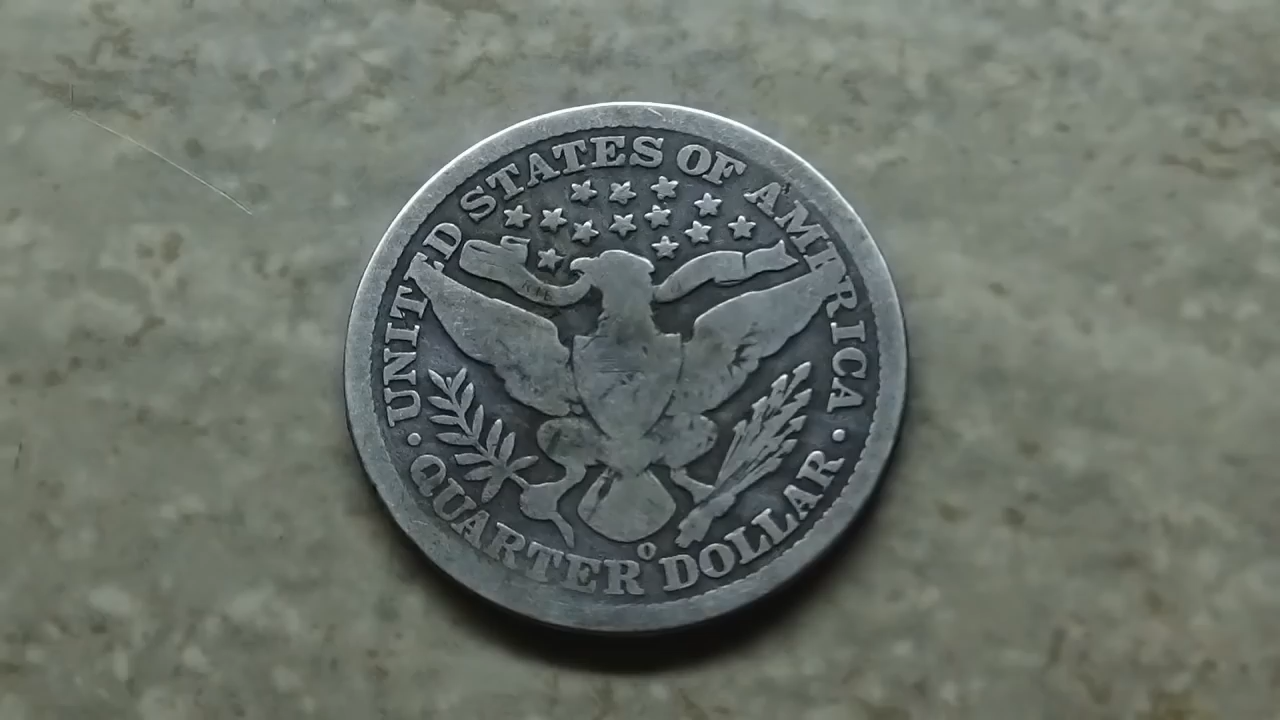 UNITED STATES OF AMERICA
O
• QUARTER DOLLAR •